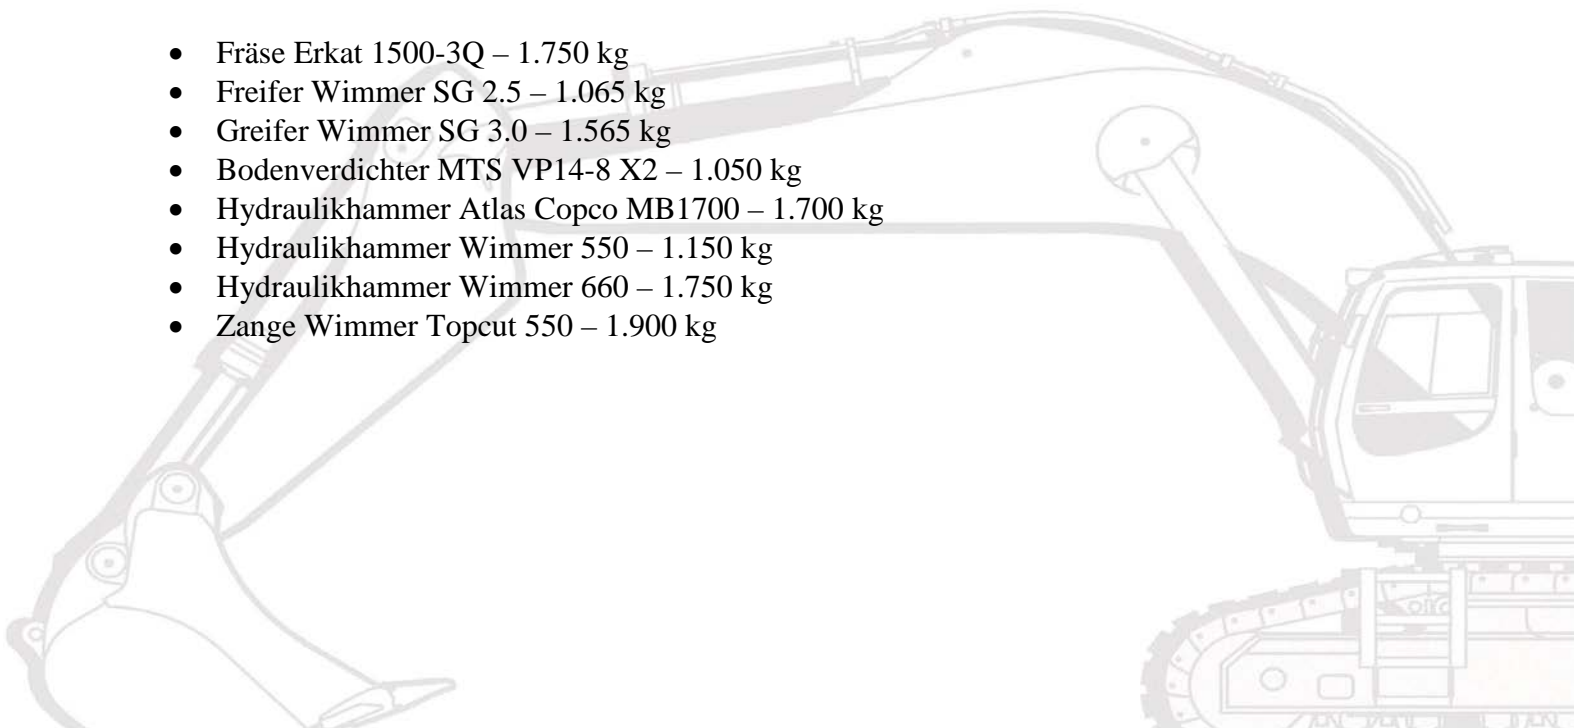 • Fräse Erkat 1500-3Q – 1.750 kg
• Freifer Wimmer SG 2.5 – 1.065 kg
• Greifer Wimmer SG 3.0 – 1.565 kg
• Bodenverdichter MTS VP14-8 X2 – 1.050 kg
• Hydraulikhammer Atlas Copco MB1700 – 1.700 kg
• Hydraulikhammer Wimmer 550 – 1.150 kg
• Hydraulikhammer Wimmer 660 – 1.750 kg
• Zange Wimmer Topcut 550 – 1.900 kg